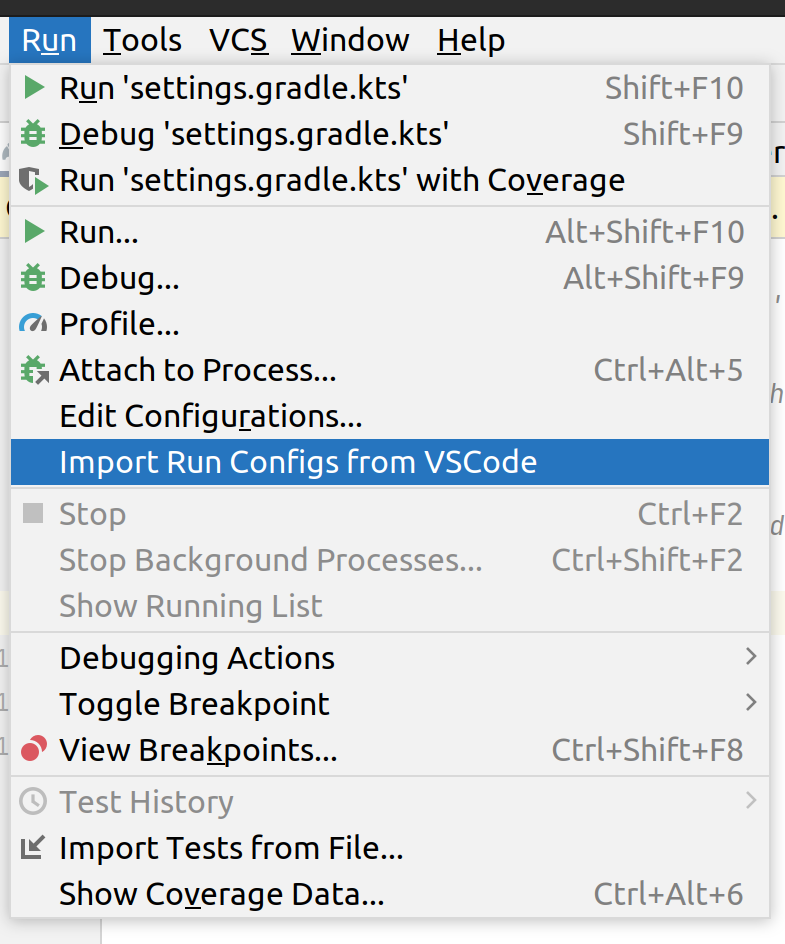 Run Tools VCS Window Help
Run 'settings.gradle.kts' Shift+F10
Debug 'settings.gradle.kts' Shift+F9
Run 'settings.gradle.kts' with Coverage
Run... Alt+Shift+F10
Debug... Alt+Shift+F9
Profile...
Attach to Process... Ctrl+Alt+5
Edit Configurations...
Import Run Configs from VSCode
Stop Ctrl+F2
Stop Background Processes... Ctrl+Shift+F2
Show Running List
Debugging Actions
Toggle Breakpoint
View Breakpoints... Ctrl+Shift+F8
Test History
Import Tests from File...
Show Coverage Data... Ctrl+Alt+6